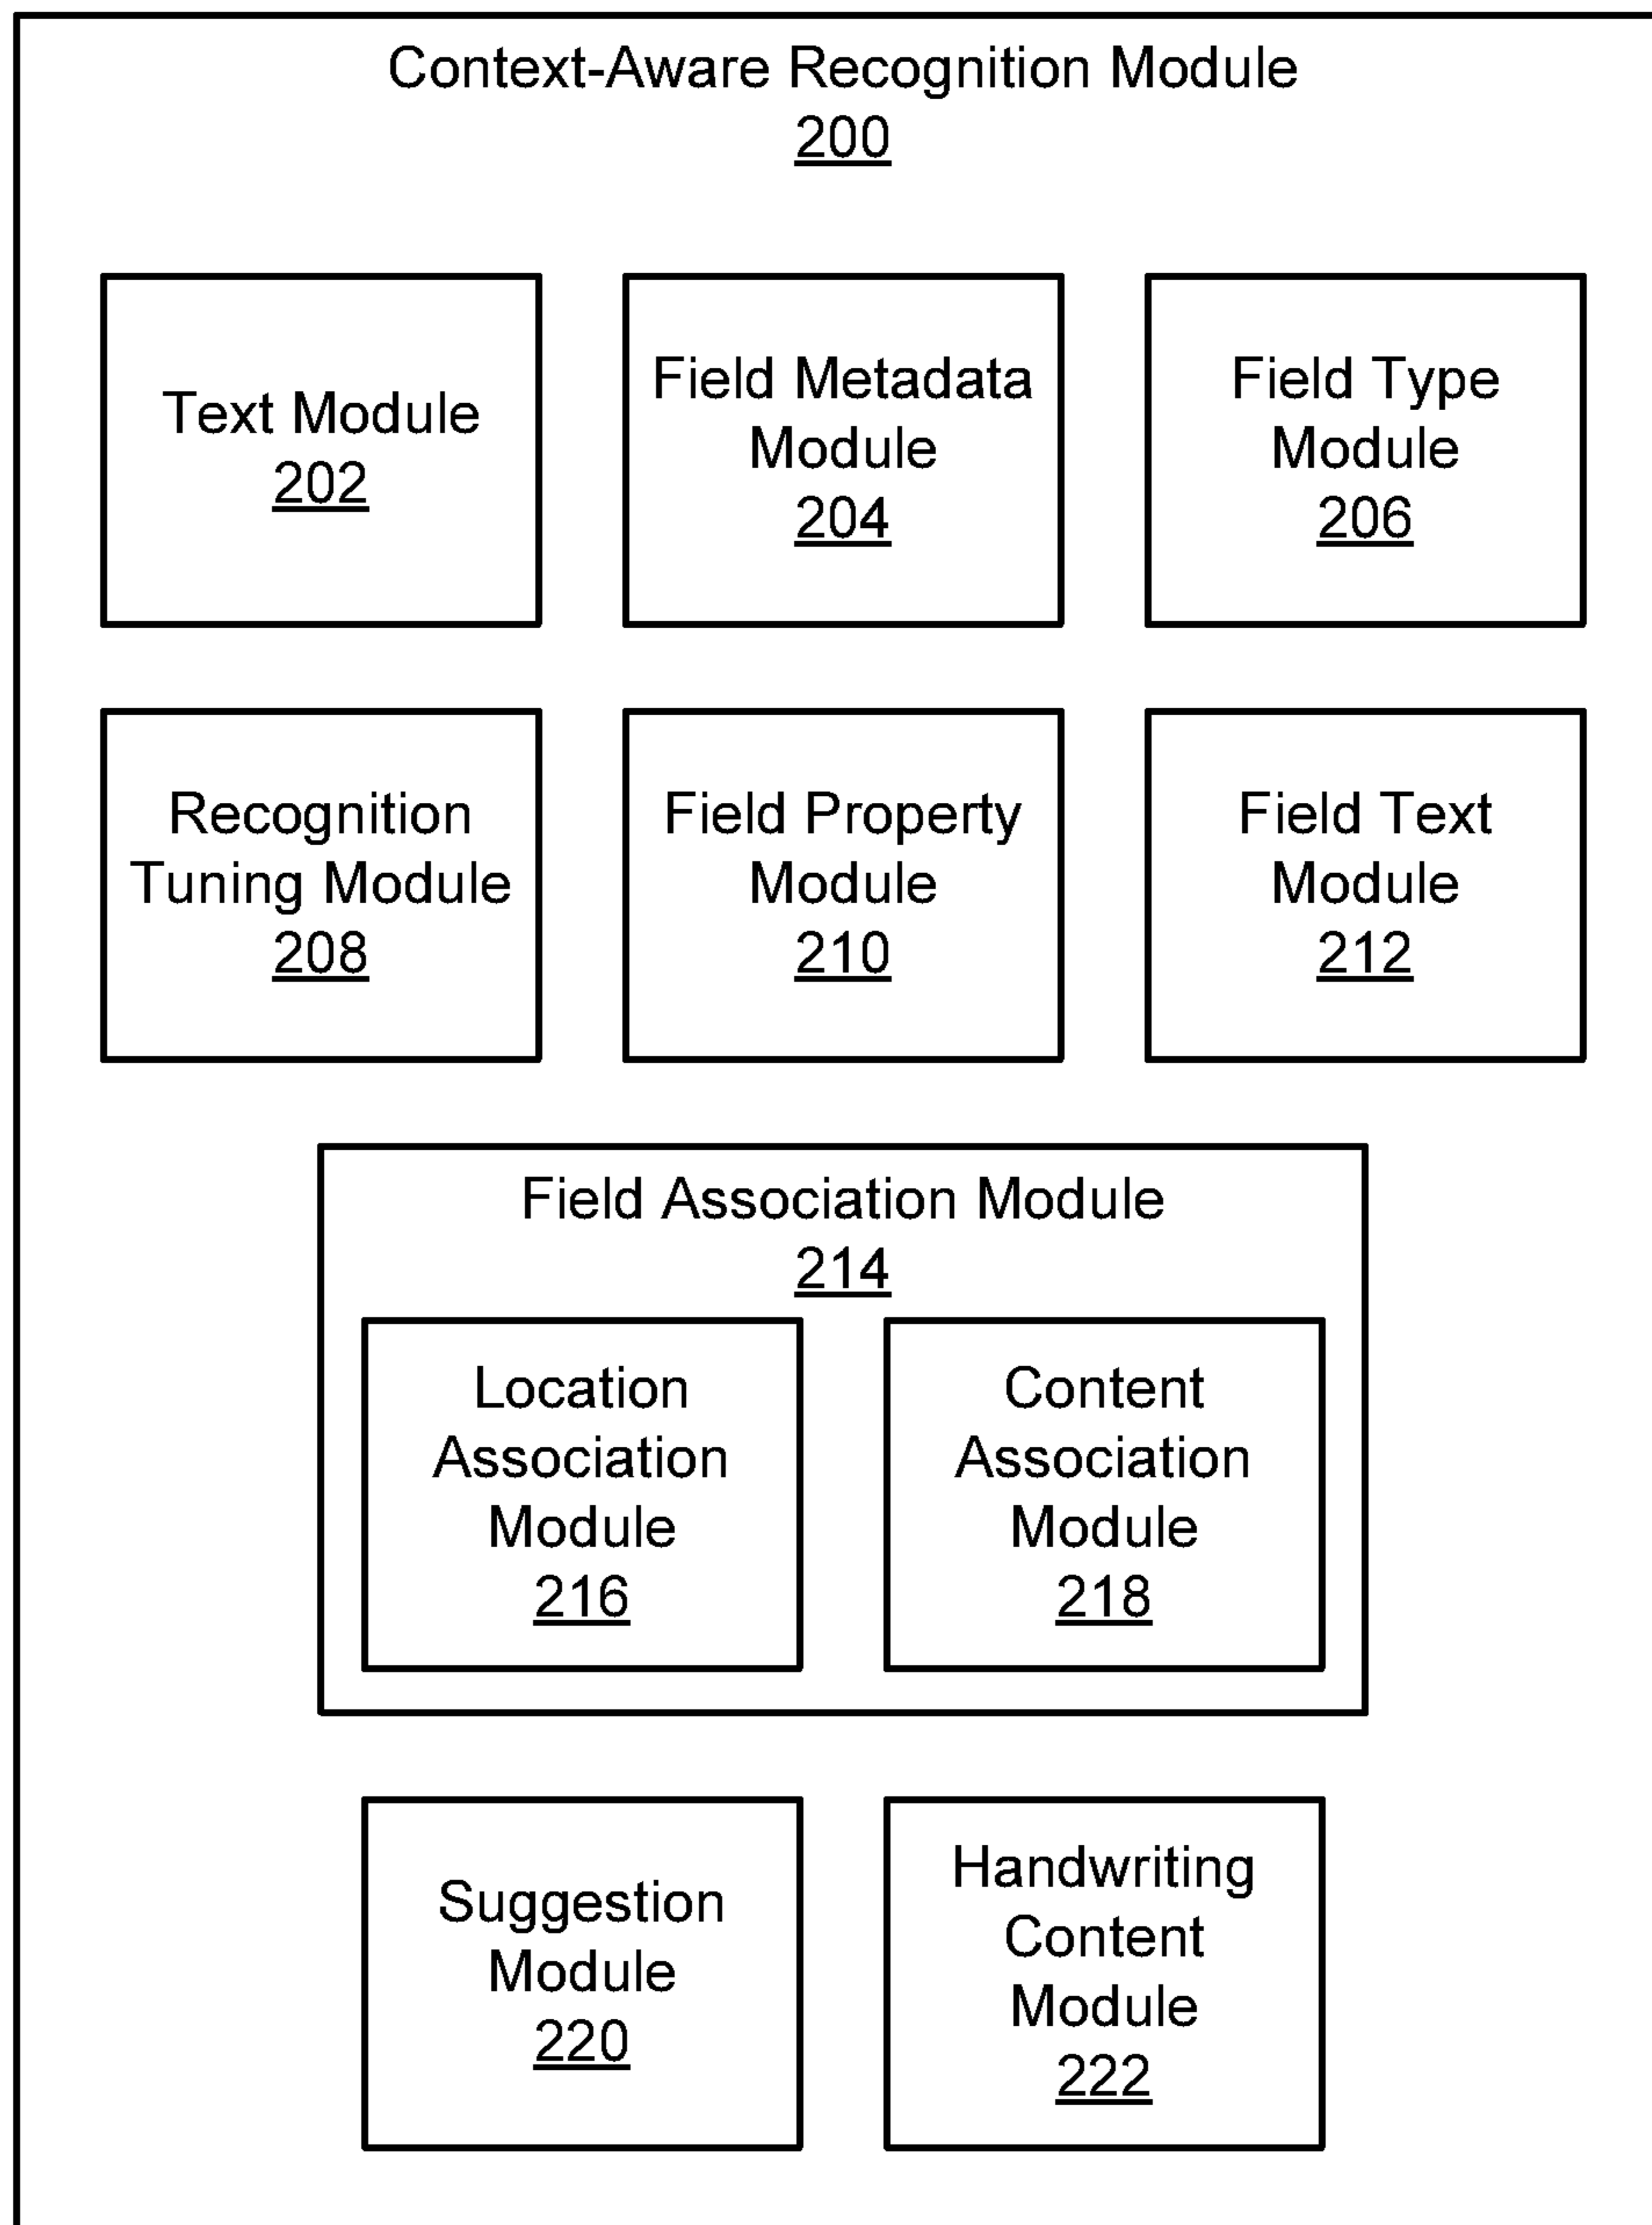 Context-Aware Recognition Module
200
Text Module
202
Field Metadata
Module
204
Field Type
Module
206
Recognition
Tuning Module
208
Field Property
Module
210
Field Text
Module
212
Field Association Module
214
Location
Association
Module
216
Content
Association
Module
218
Suggestion
Module
220
Handwriting
Content
Module
222